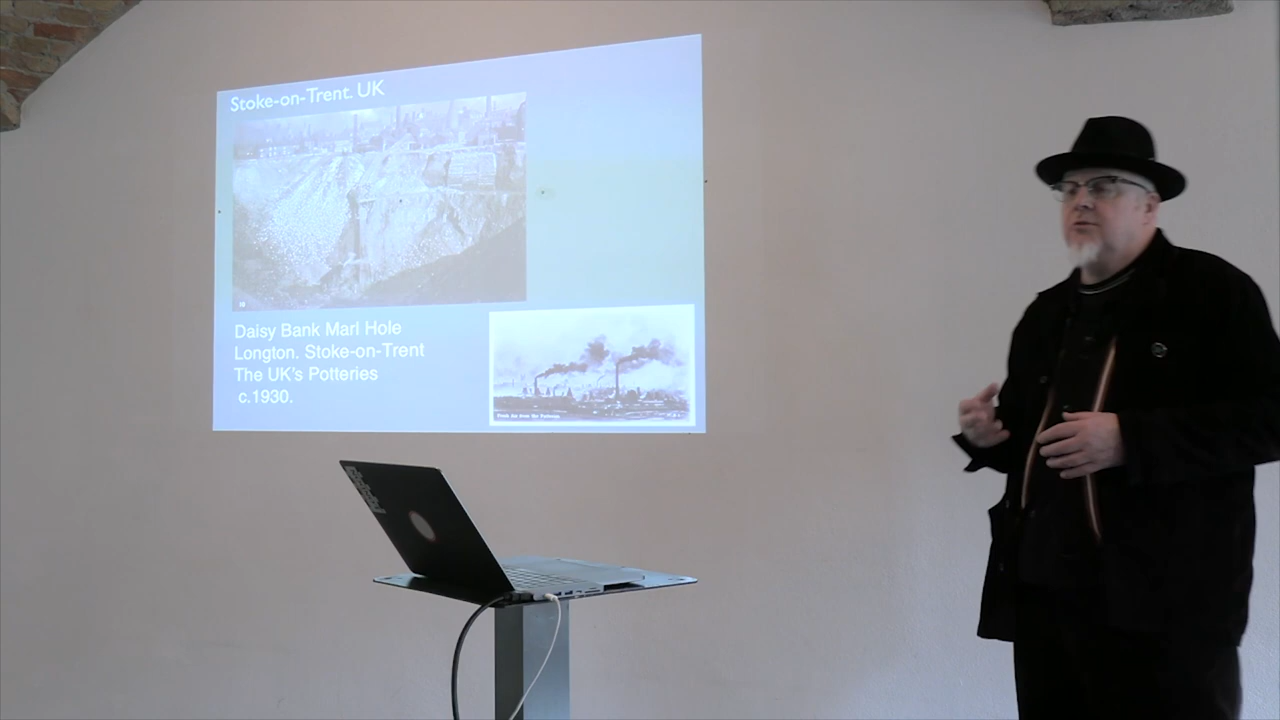 Stoke-on-Trent. UK
Daisy Bank Marl Hole
Longton. Stoke-on-Trent
The UK's Potteries
c.1930.